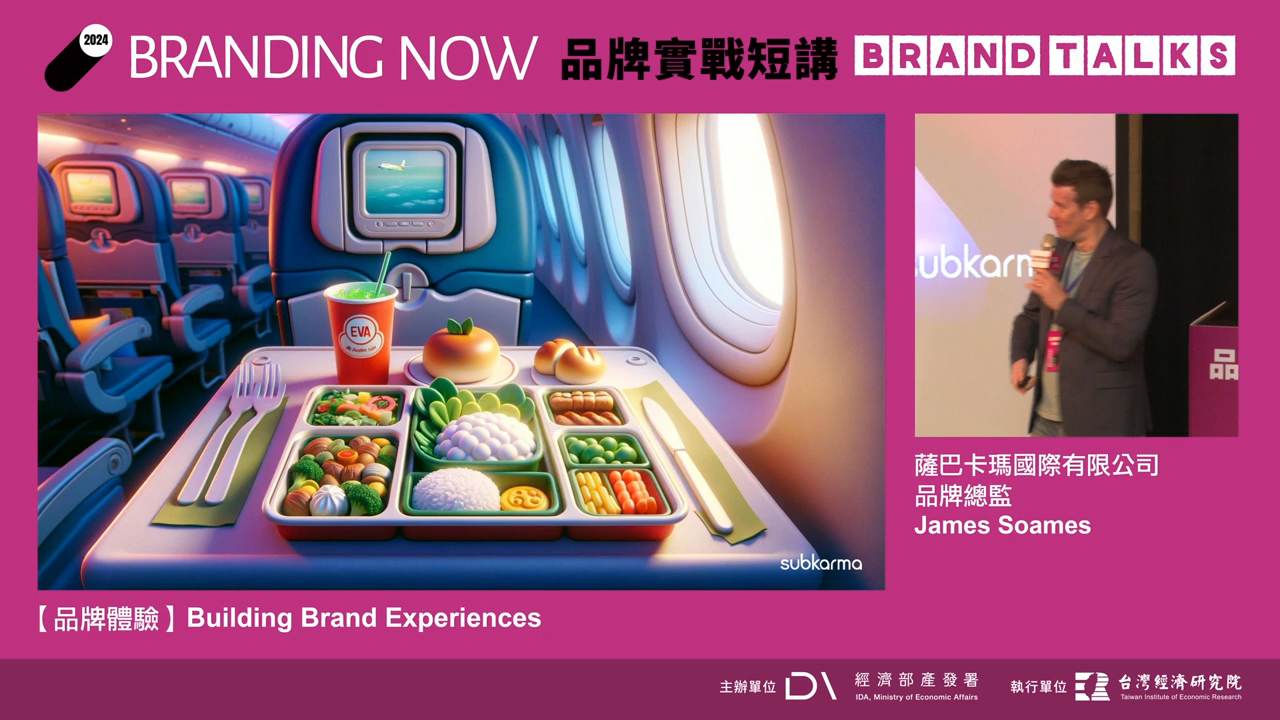 2024
BRANDING NOW 品牌實戰短講 BRAND TALKS
EVA
subkarma
subkarm
品
薩巴卡瑪國際有限公司
品牌總監
James Soames
【品牌體驗】Building Brand Experiences
主辦單位 IDA 經濟部產發署
IDA, Ministry of Economic Affairs
執行單位 台灣經濟研究院
Taiwan Institute of Economic Research